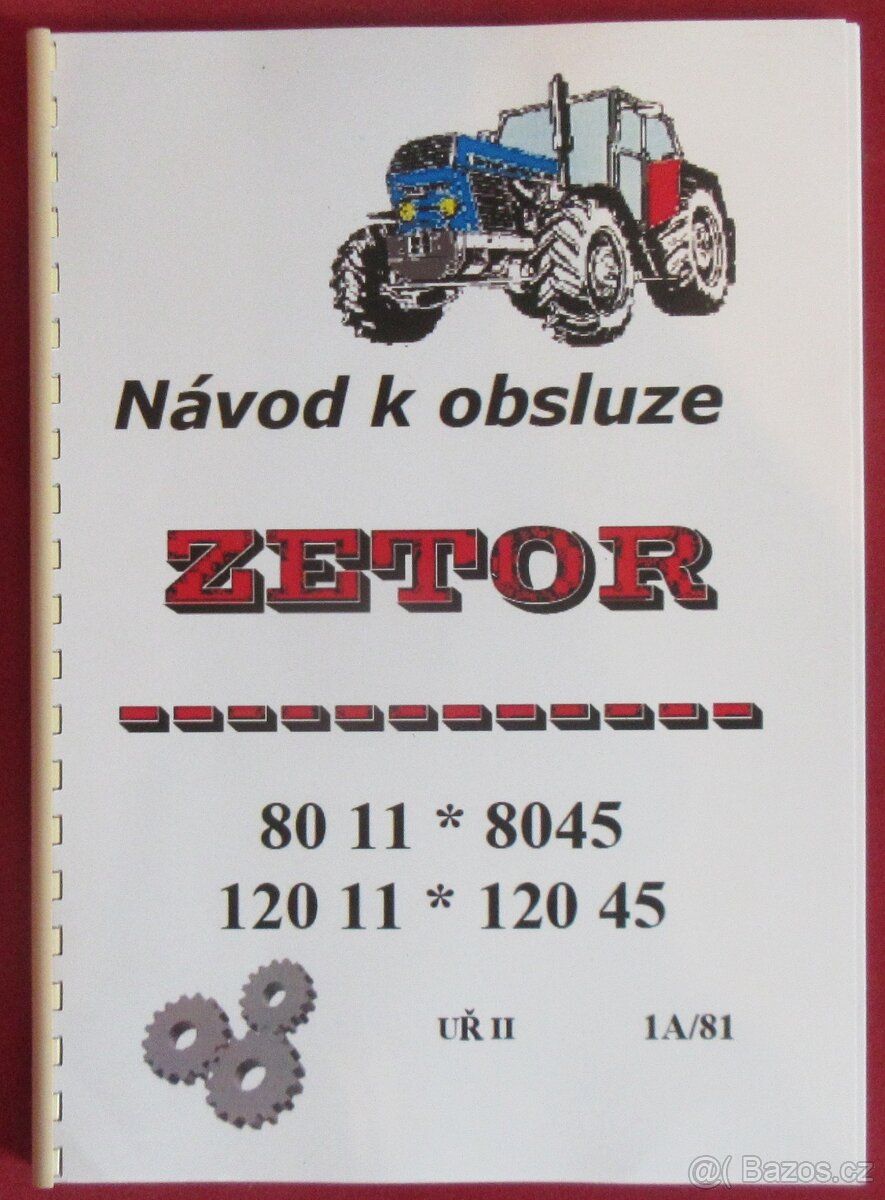 Návod k obsluze
ZETOR
80 11 * 8045
120 11 * 120 45
UŘ II 1A/81
@( Bazos.cz